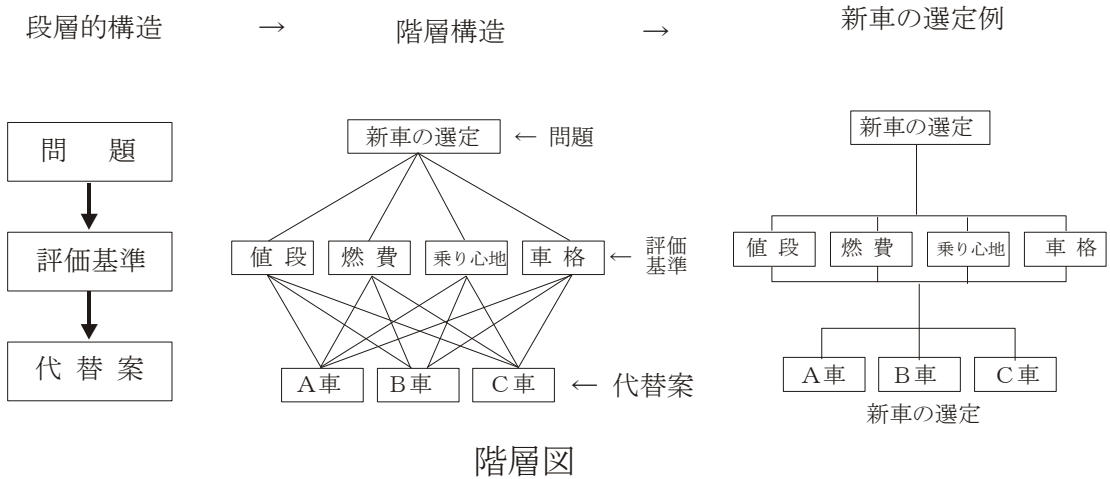 段層的構造 → 階層構造 → 新車の選定例
問 題
評価基準
代 替 案
新車の選定 ← 問題
値 段 燃 費 乗り心地 車 格 ← 評価
基準
A車 B車 C車 ← 代替案
新車の選定
値 段 燃 費 乗り心地 車 格
A車 B車 C車
新車の選定
階層図